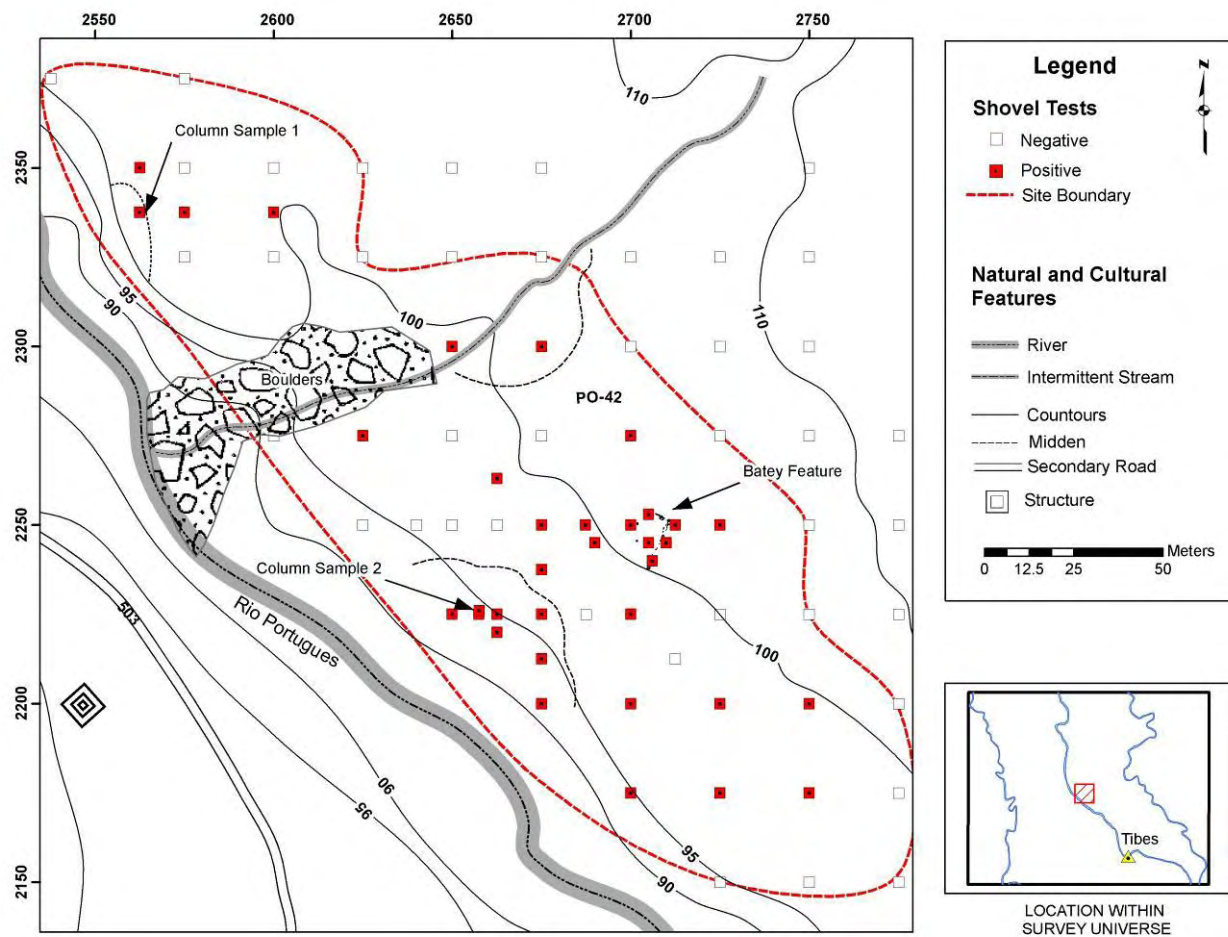 2550 2600 2650 2700 2750
2350
2300
2250
2200
2150
110
Column Sample 1
95
90
100
110
Boulders
PO-42
Batey Feature
Column Sample 2
503
Rio Portugues
100
90
95
95
90
Legend
N
Shovel Tests
Negative
Positive
Site Boundary
Natural and Cultural
Features
River
Intermittent Stream
Countours
Midden
Secondary Road
Structure
Meters
0 12.5 25 50
Tibes
LOCATION WITHIN
SURVEY UNIVERSE